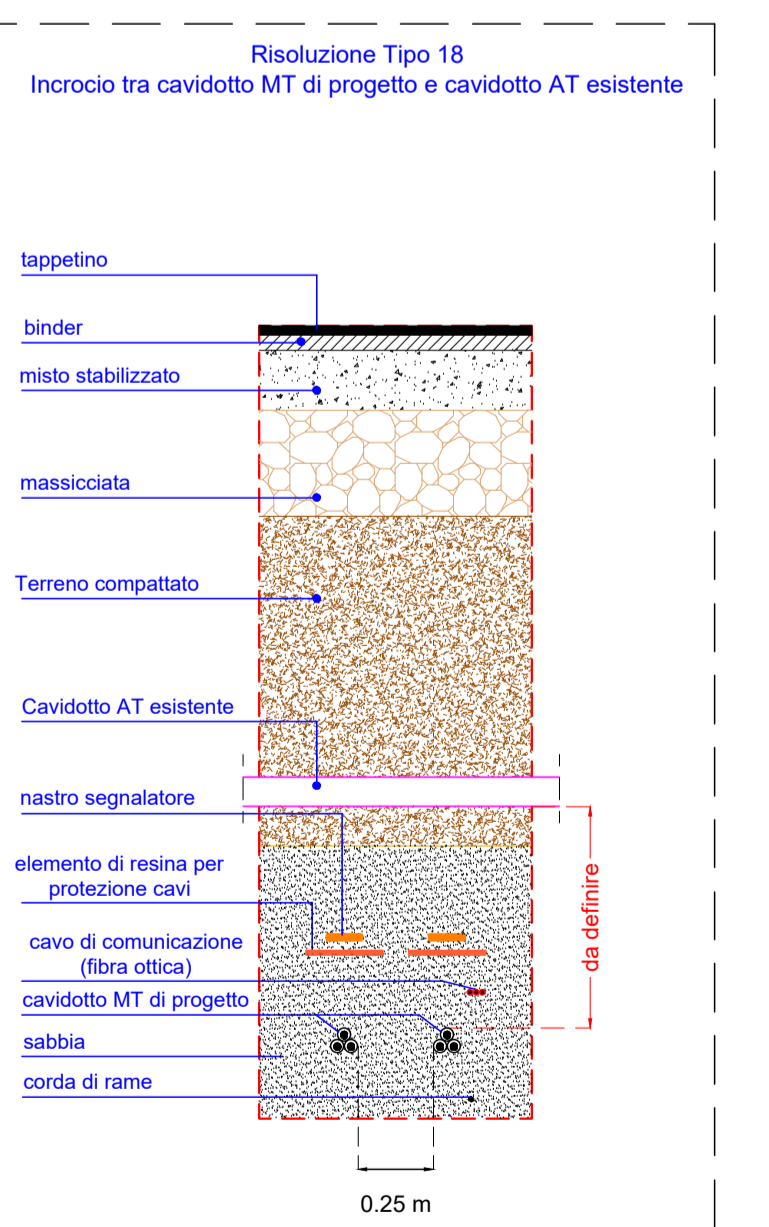 Risoluzione Tipo 18
Incrocio tra cavidotto MT di progetto e cavidotto AT esistente
tappetino
binder
misto stabilizzato
massicciata
Terreno compattato
Cavidotto AT esistente
nastro segnalatore
elemento di resina per
protezione cavi
cavo di comunicazione
(fibra ottica)
cavidotto MT di progetto
sabbia
corda di rame
da definire
0.25 m